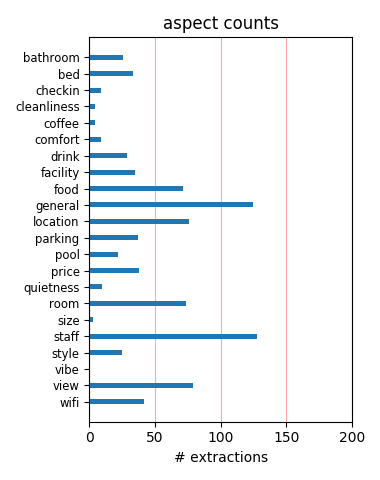 aspect counts
bathroom
bed
checkin
cleanliness
coffee
comfort
drink
facility
food
general
location
parking
pool
price
quietness
room
size
staff
style
vibe
view
wifi
0 50 100 150 200
# extractions